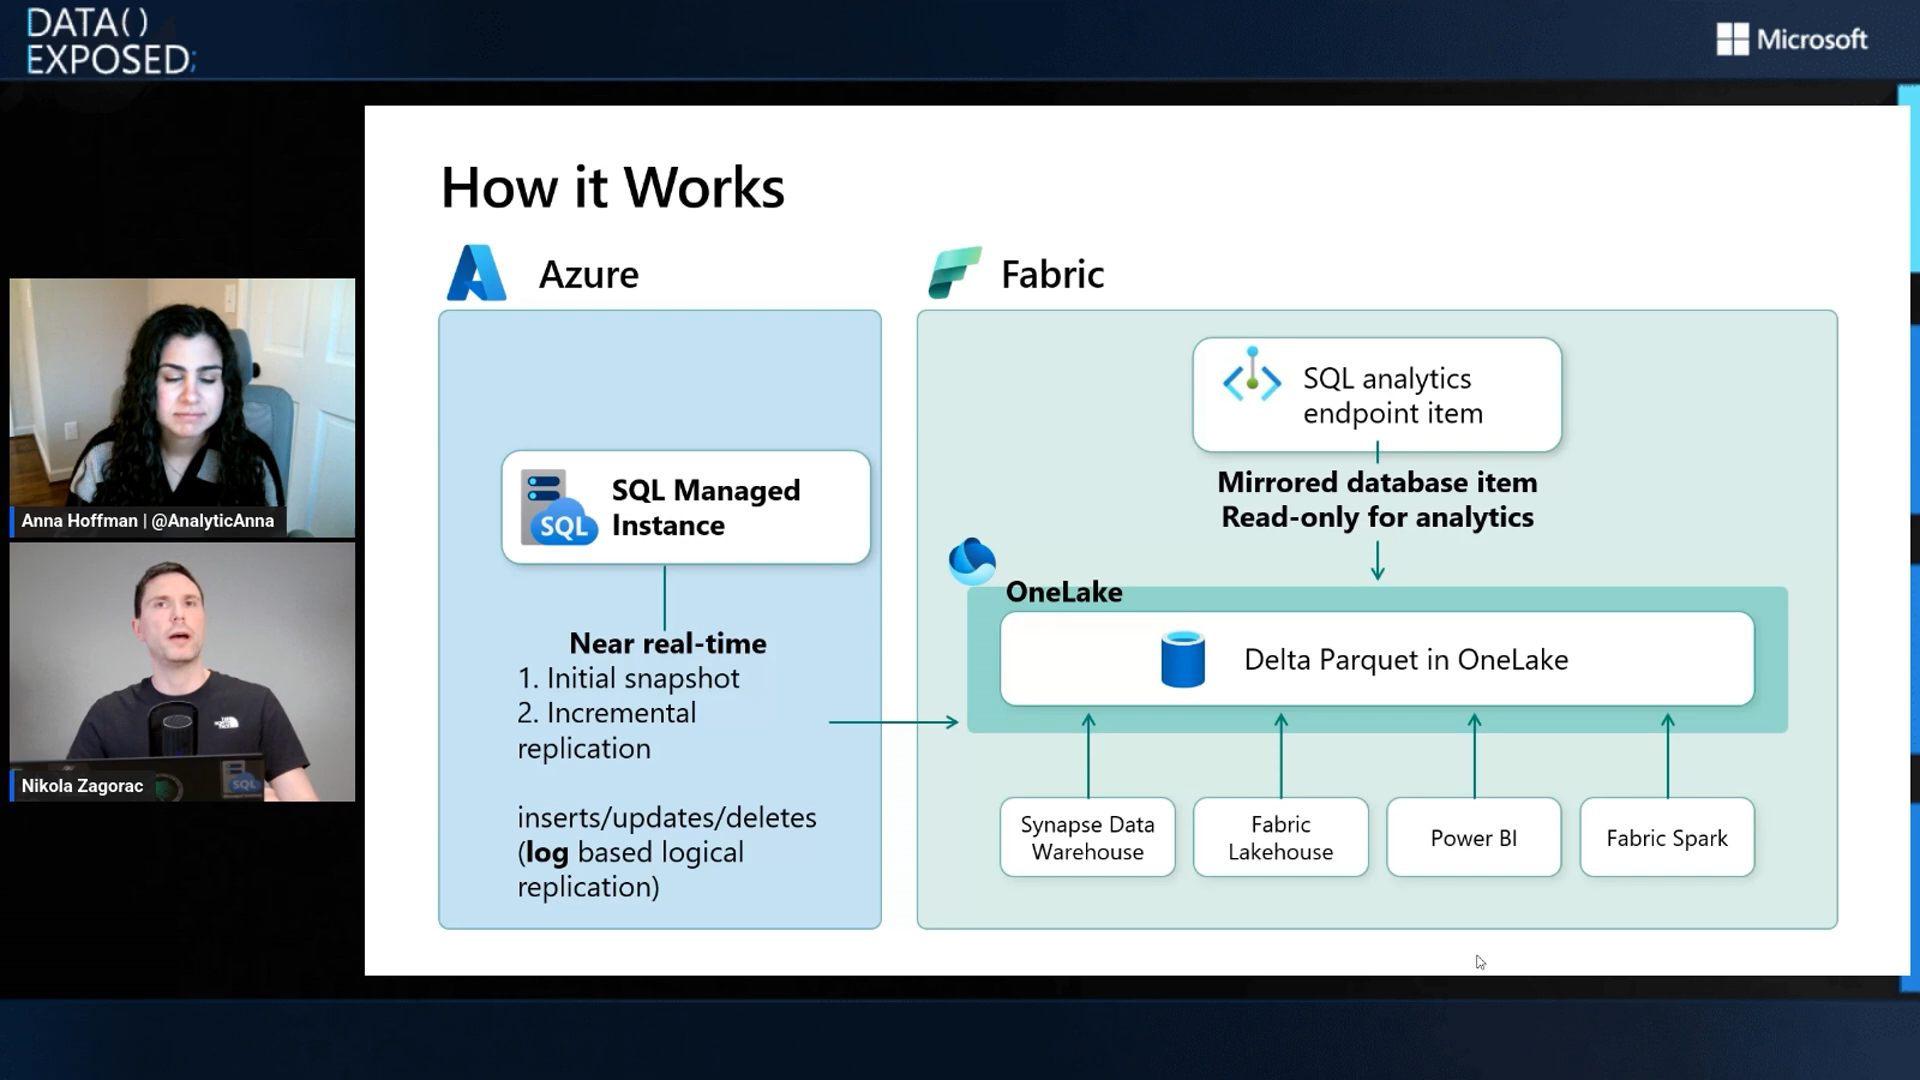 DATA()
EXPOSED;
Microsoft
How it Works
Azure
Fabric
SQL analytics
endpoint item
SQL Managed
Instance
SQL
Mirrored database item
Read-only for analytics
OneLake
Delta Parquet in OneLake
Near real-time
1. Initial snapshot
2. Incremental
replication
inserts/updates/deletes
(log based logical
replication)
Synapse Data
Warehouse
Fabric
Lakehouse
Power BI
Fabric Spark
Anna Hoffman | @AnalyticAnna
Nikola Zagorac
SQL